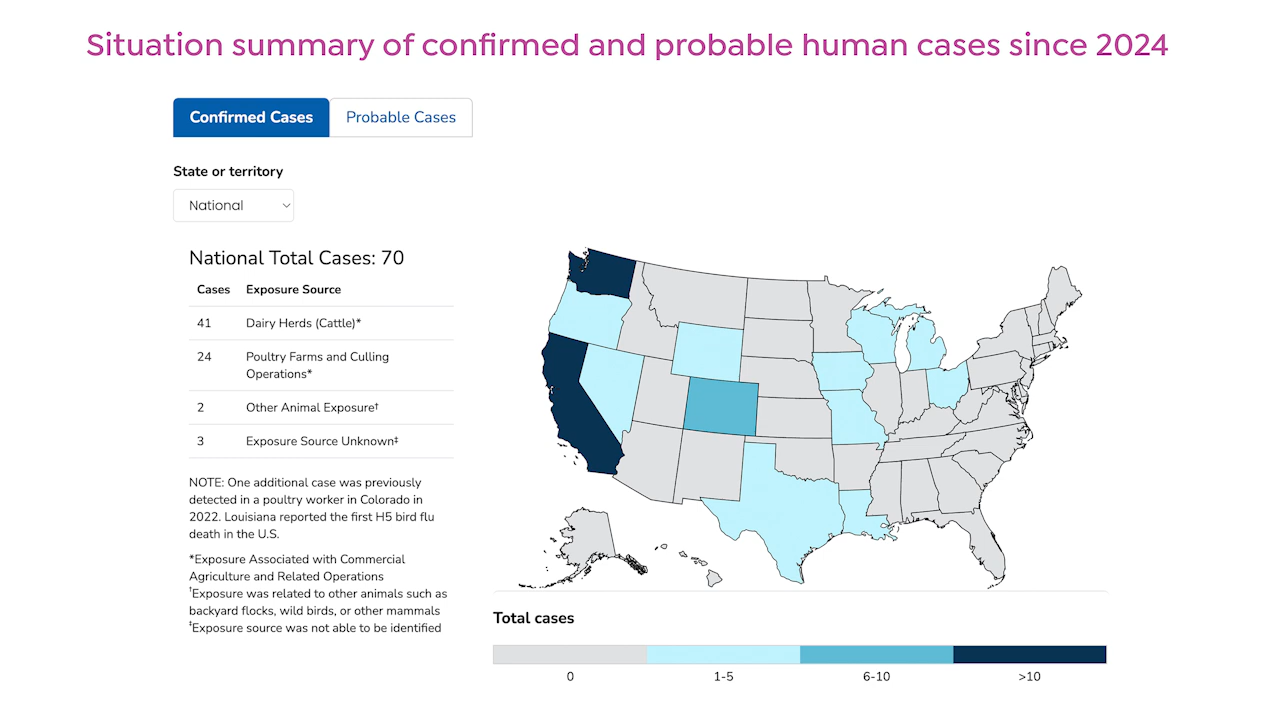 Situation summary of confirmed and probable human cases since 2024
Confirmed Cases
Probable Cases
State or territory
National
National Total Cases: 70
Cases Exposure Source
41 Dairy Herds (Cattle)*
24 Poultry Farms and Culling
Operations*
2 Other Animal Exposure†
3 Exposure Source Unknown‡
NOTE: One additional case was previously
detected in a poultry worker in Colorado in
2022. Louisiana reported the first H5 bird flu
death in the U.S.
*Exposure Associated with Commercial
Agriculture and Related Operations
†Exposure was related to other animals such as
backyard flocks, wild birds, or other mammals
‡Exposure source was not able to be identified
Total cases
0 1-5 6-10 >10